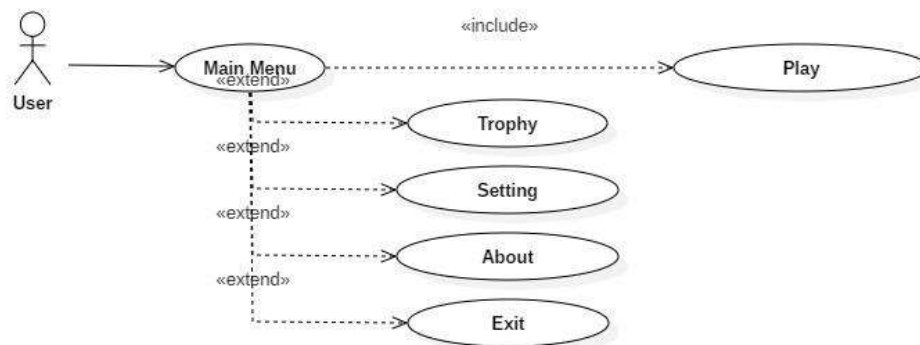 «include»
Main Menu
Play
«extend»
User
Trophy
«extend»
Setting
«extend»
About
«extend»
Exit